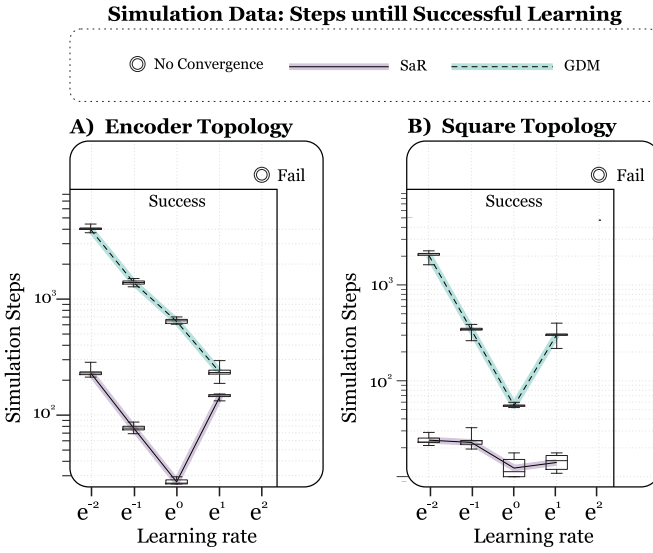 Simulation Data: Steps untill Successful Learning
No Convergence SaR GDM
A) Encoder Topology
B) Square Topology
Fail
Success
Simulation Steps
10³
10²
e⁻² e⁻¹ e⁰ e¹ e²
Learning rate
Fail
Success
Simulation Steps
10³
10²
e⁻² e⁻¹ e⁰ e¹ e²
Learning rate